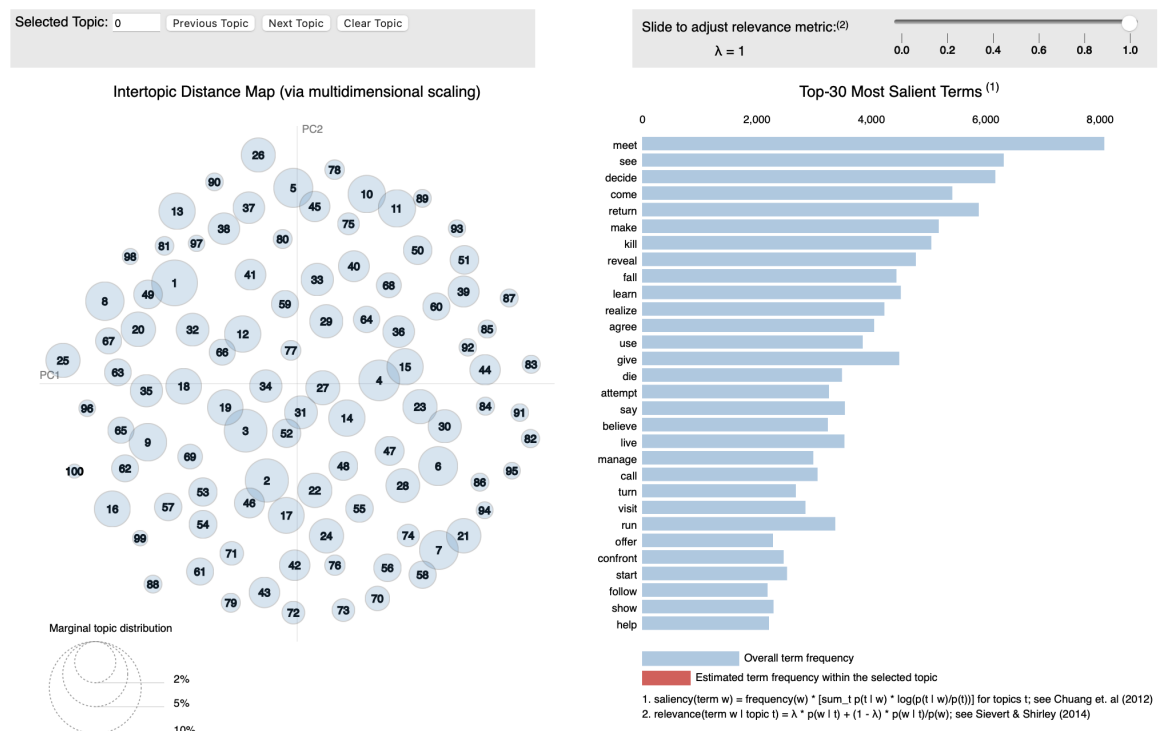 Selected Topic: 0 Previous Topic Next Topic Clear Topic
Slide to adjust relevance metric:(2)
λ = 1
0.0 0.2 0.4 0.6 0.8 1.0
Intertopic Distance Map (via multidimensional scaling)
PC2
PC1
26
78
90
5
10
89
13
37
45
11
38
75
93
81
97
80
98
50
51
41
40
33
1
68
49
39
8
87
59
60
29
64
20
32
12
36
85
67
66
77
92
25
15
83
63
4
44
35
18
34
27
96
19
23
84
91
31
14
65
3
52
30
82
9
47
69
62
48
6
100
95
2
86
28
53
22
46
57
55
16
94
17
54
99
24
74
21
71
7
42
76
61
56
58
88
43
70
79
72
73
Marginal topic distribution
2%
5%
10%
Top-30 Most Salient Terms (1)
0 2,000 4,000 6,000 8,000
meet
see
decide
come
return
make
kill
reveal
fall
learn
realize
agree
use
give
die
attempt
say
believe
live
manage
call
turn
visit
run
offer
confront
start
follow
show
help
Overall term frequency
Estimated term frequency within the selected topic
1. saliency(term w) = frequency(w) * [sum_t p(t | w) * log(p(t | w)/p(t))] for topics t; see Chuang et. al (2012)
2. relevance(term w | topic t) = λ * p(w | t) + (1 - λ) * p(w | t)/p(w); see Sievert & Shirley (2014)